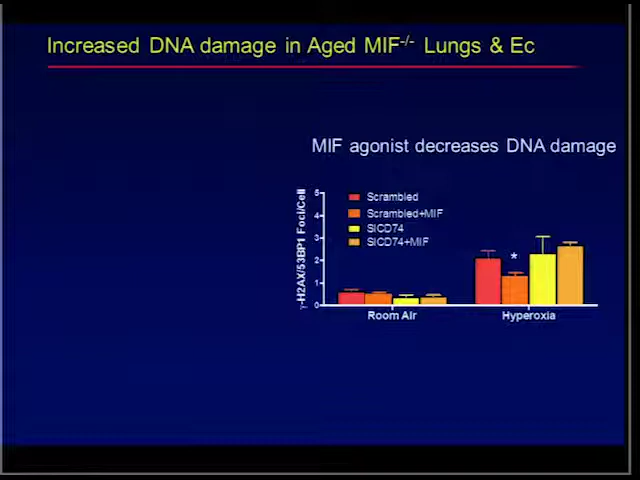 Increased DNA damage in Aged MIF-/- Lungs & Ec
MIF agonist decreases DNA damage
γ-H2AX/53BP1 Foci/Cell
5
4
3
2
1
0
Scrambled
Scrambled+MIF
SICD74
SICD74+MIF
*
Room Air
Hyperoxia